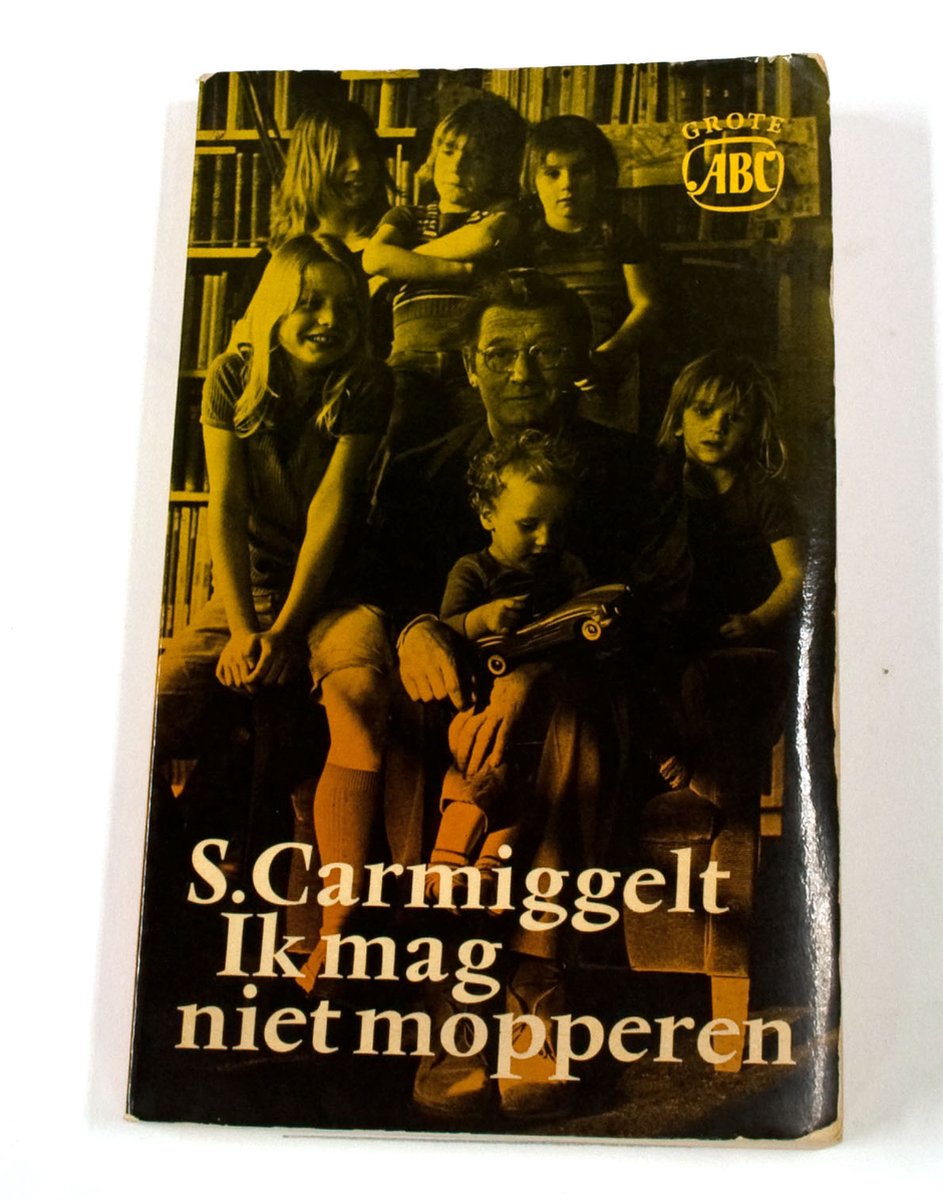 GROTE
ABC
S. Carmiggelt
Ik mag
niet mopperen